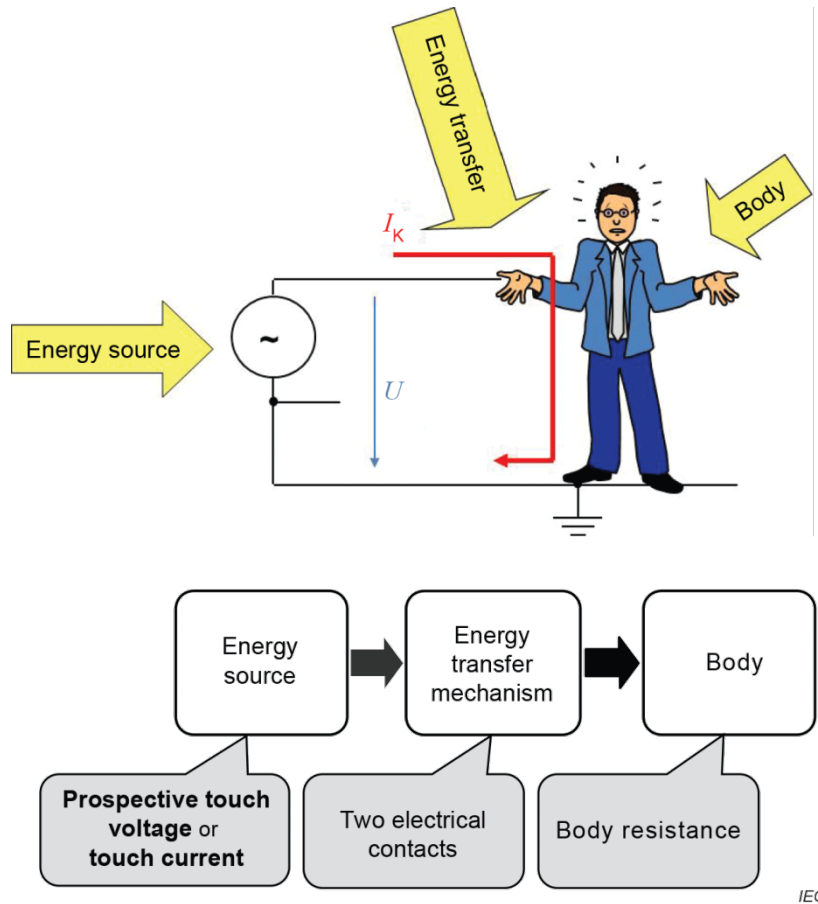 Energy
transfer
Body
I_K
~
Energy source
U
Energy
source
Energy
transfer
mechanism
Body
Prospective touch
voltage or
touch current
Two electrical
contacts
Body resistance